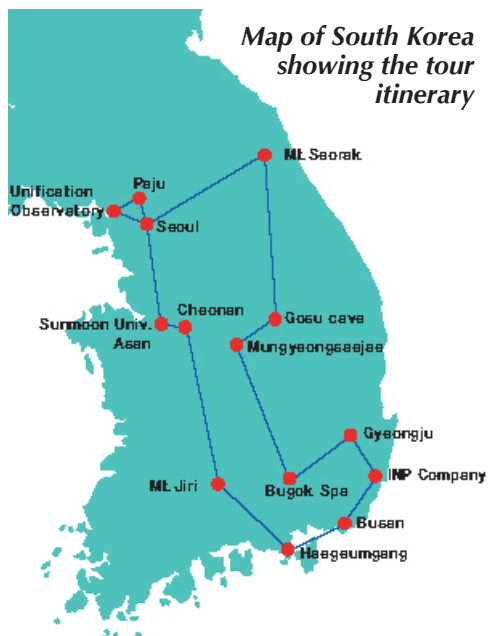 Map of South Korea
showing the tour
itinerary
Mt. Seorak
Paju
Unification
Observatory
Seoul
Cheonan
Gosu cave
Sunmoon Univ.
Asan
Mungyeongsaejae
Gyeongju
Mt. Jiri
Bugok Spa
INP Company
Busan
Haegeumgang